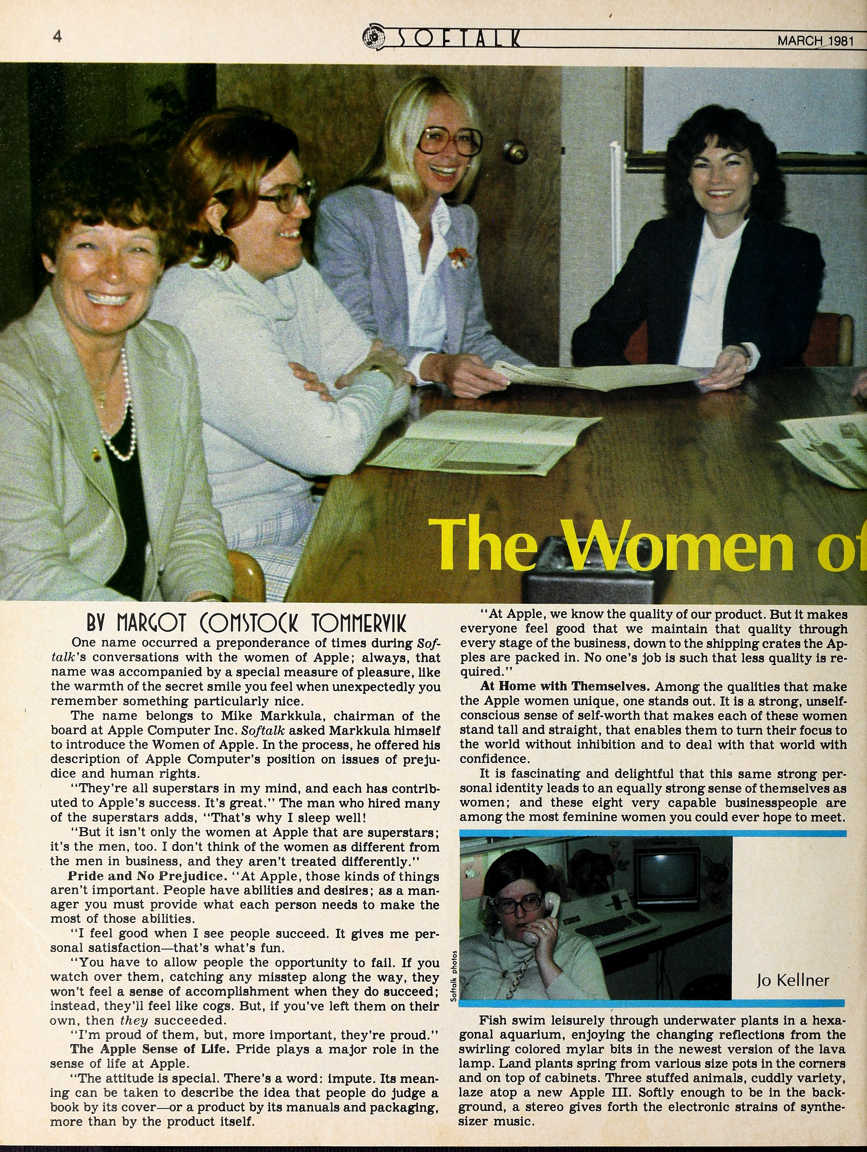 4
SOFTALK
MARCH 1981
The Women of
BY MARGOT COMSTOCK TOMMERVIK
One name occurred a preponderance of times during Sof-
talk's conversations with the women of Apple; always, that
name was accompanied by a special measure of pleasure, like
the warmth of the secret smile you feel when unexpectedly you
remember something particularly nice.
The name belongs to Mike Markkula, chairman of the
board at Apple Computer Inc. Softalk asked Markkula himself
to introduce the Women of Apple. In the process, he offered his
description of Apple Computer's position on issues of preju-
dice and human rights.
"They're all superstars in my mind, and each has contrib-
uted to Apple's success. It's great." The man who hired many
of the superstars adds, "That's why I sleep well!
"But it isn't only the women at Apple that are superstars;
it's the men, too. I don't think of the women as different from
the men in business, and they aren't treated differently."
Pride and No Prejudice. "At Apple, those kinds of things
aren't important. People have abilities and desires; as a man-
ager you must provide what each person needs to make the
most of those abilities.
"I feel good when I see people succeed. It gives me per-
sonal satisfaction—that's what's fun.
"You have to allow people the opportunity to fail. If you
watch over them, catching any misstep along the way, they
won't feel a sense of accomplishment when they do succeed;
instead, they'll feel like cogs. But, if you've left them on their
own, then they succeeded.
"I'm proud of them, but, more important, they're proud."
The Apple Sense of Life. Pride plays a major role in the
sense of life at Apple.
"The attitude is special. There's a word: impute. Its mean-
ing can be taken to describe the idea that people do judge a
book by its cover—or a product by its manuals and packaging,
more than by the product itself.
"At Apple, we know the quality of our product. But it makes
everyone feel good that we maintain that quality through
every stage of the business, down to the shipping crates the Ap-
ples are packed in. No one's job is such that less quality is re-
quired."
At Home with Themselves. Among the qualities that make
the Apple women unique, one stands out. It is a strong, unself-
conscious sense of self-worth that makes each of these women
stand tall and straight, that enables them to turn their focus to
the world without inhibition and to deal with that world with
confidence.
It is fascinating and delightful that this same strong per-
sonal identity leads to an equally strong sense of themselves as
women; and these eight very capable businesspeople are
among the most feminine women you could ever hope to meet.
Softalk photos
Jo Kellner
Fish swim leisurely through underwater plants in a hexa-
gonal aquarium, enjoying the changing reflections from the
swirling colored mylar bits in the newest version of the lava
lamp. Land plants spring from various size pots in the corners
and on top of cabinets. Three stuffed animals, cuddly variety,
laze atop a new Apple III. Softly enough to be in the back-
ground, a stereo gives forth the electronic strains of synthe-
sizer music.